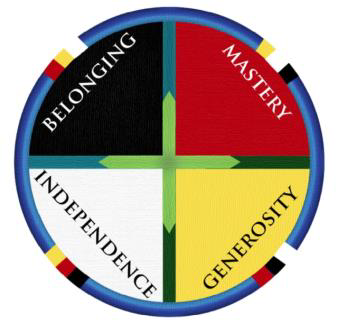 BELONGING
MASTERY
INDEPENDENCE
GENEROSITY